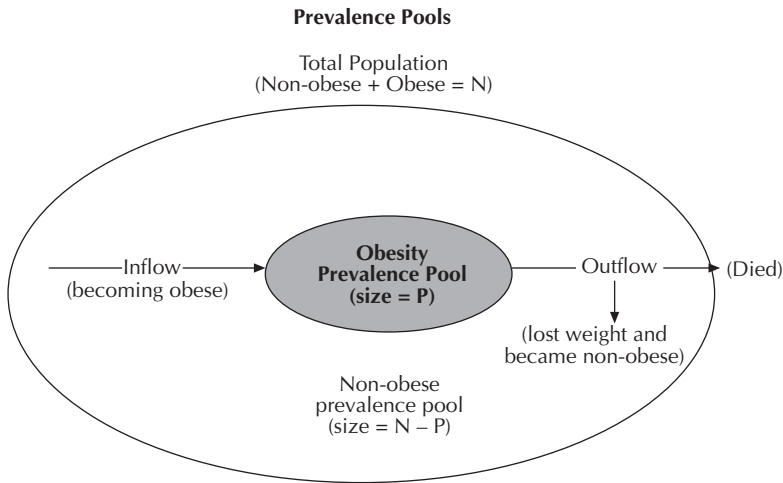 Prevalence Pools
Total Population
(Non-obese + Obese = N)
Inflow
(becoming obese)
Obesity
Prevalence Pool
(size = P)
Outflow
(Died)
(lost weight and
became non-obese)
Non-obese
prevalence pool
(size = N – P)